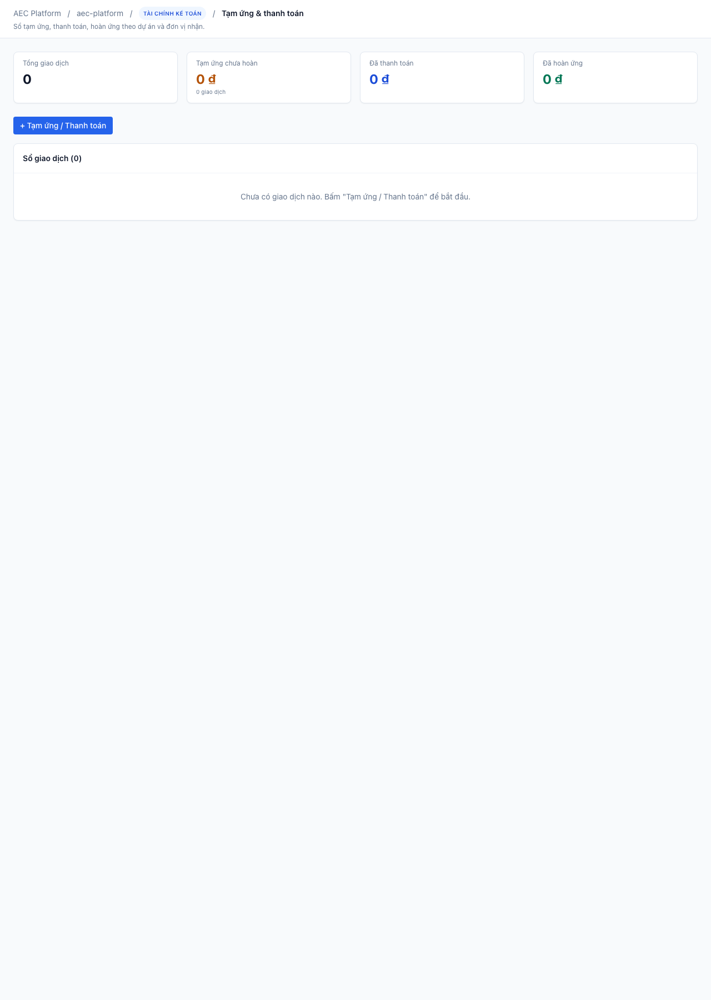 AEC Platform / aec-platform / TÀI CHÍNH KẾ TOÁN / Tạm ứng & thanh toán
Sổ tạm ứng, thanh toán, hoàn ứng theo dự án và đơn vị nhận.
Tổng giao dịch
0
Tạm ứng chưa hoàn
0 ₫
0 giao dịch
Đã thanh toán
0 ₫
Đã hoàn ứng
0 ₫
+ Tạm ứng / Thanh toán
Sổ giao dịch (0)
Chưa có giao dịch nào. Bấm "Tạm ứng / Thanh toán" để bắt đầu.